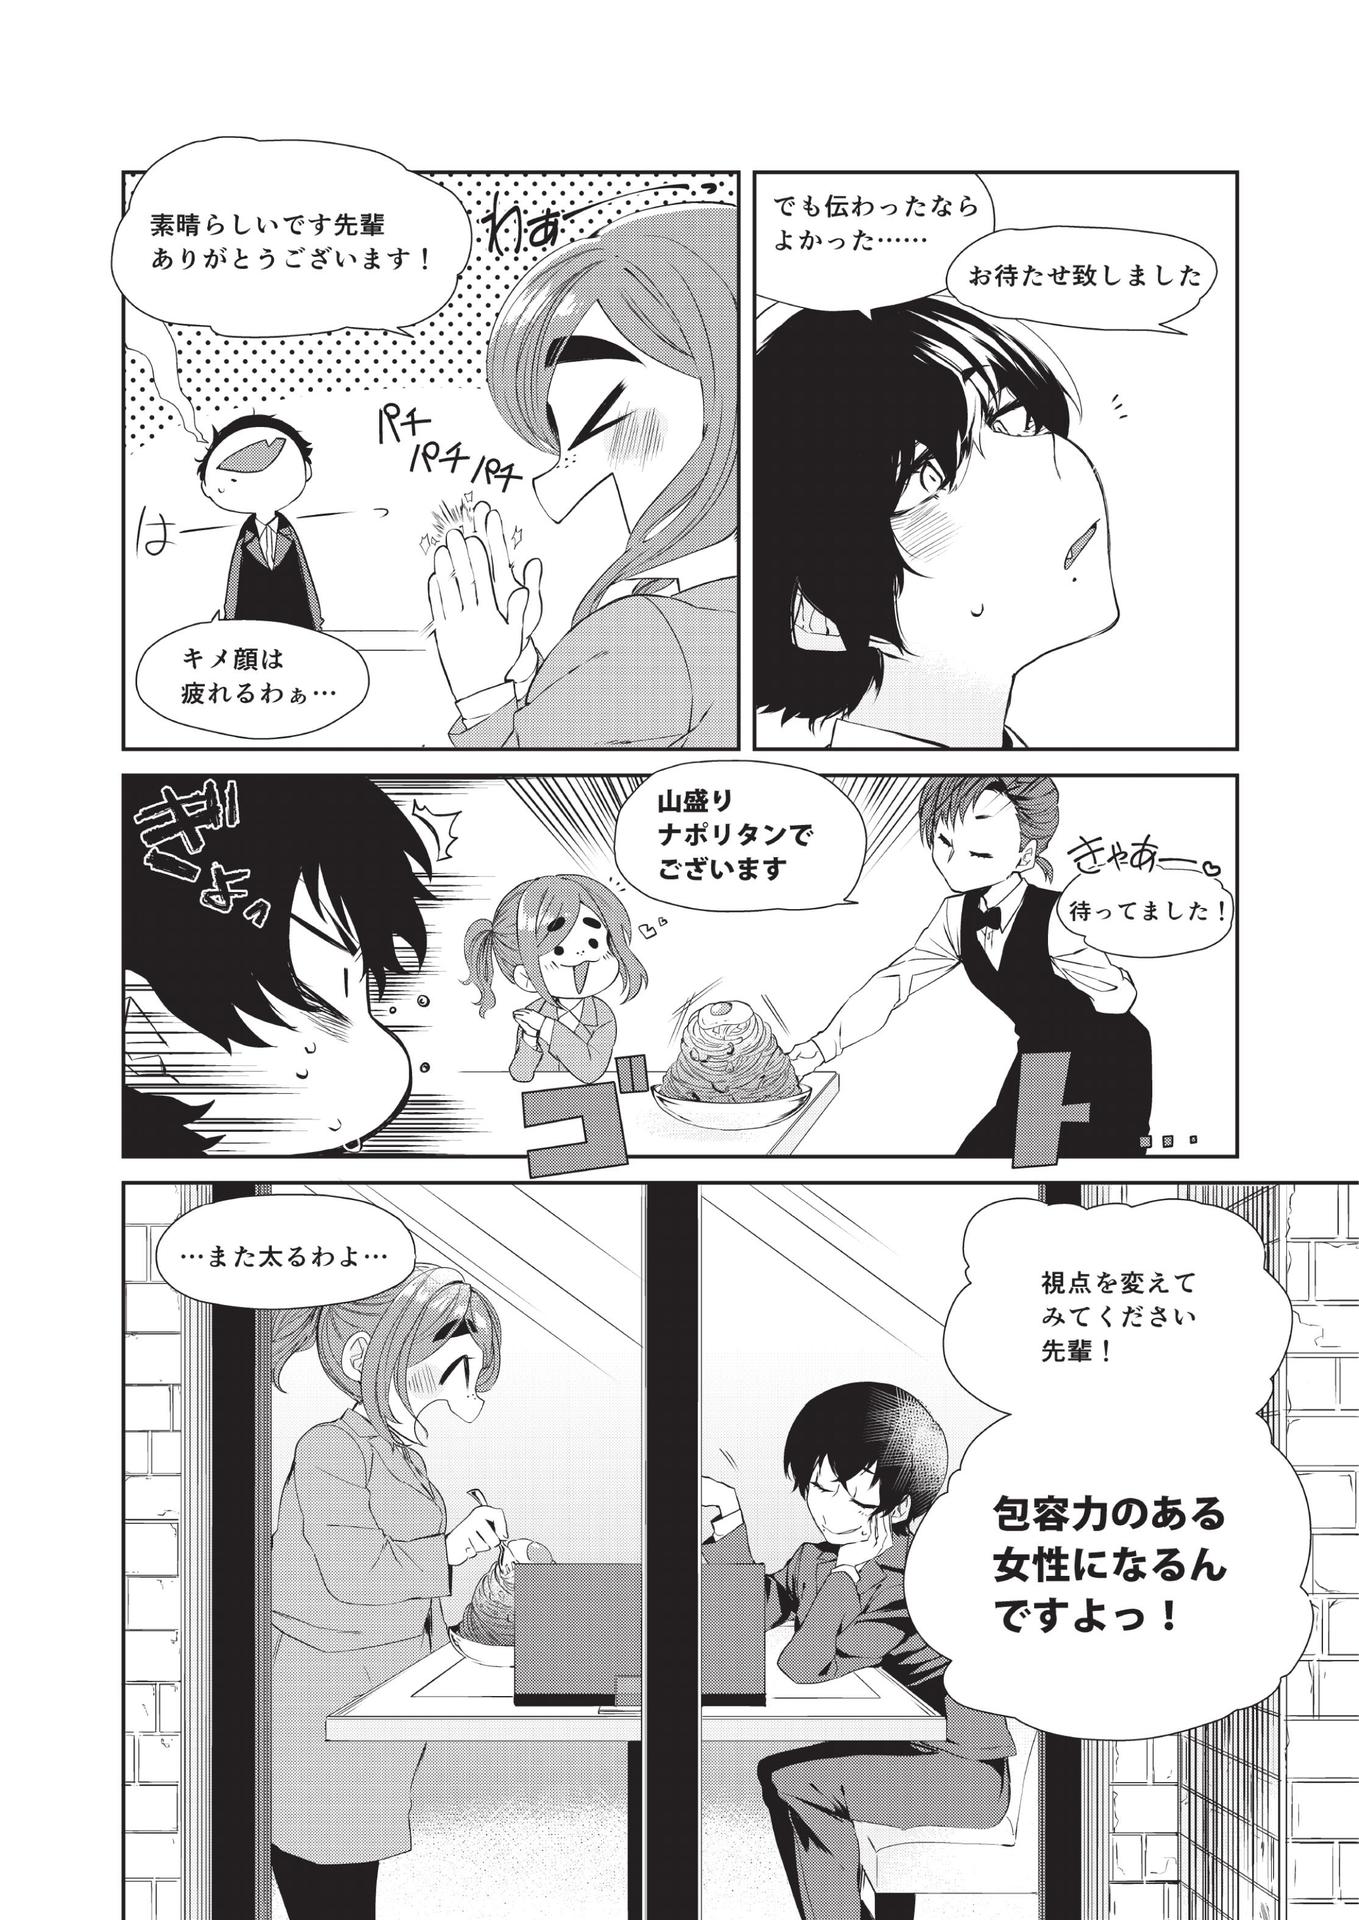 素晴らしいです先輩
ありがとうございます！
わぁー
パチ
パチ
パチ
はー
キメ顔は
疲れるわぁ…
でも伝わったなら
よかった……
お待たせ致しました
ぎょっ
山盛り
ナポリタンで
ございます
きゃあー♡
待ってました！
ゴト…
…また太るわよ…
視点を変えて
みてください
先輩！
包容力のある
女性になるん
ですよっ！